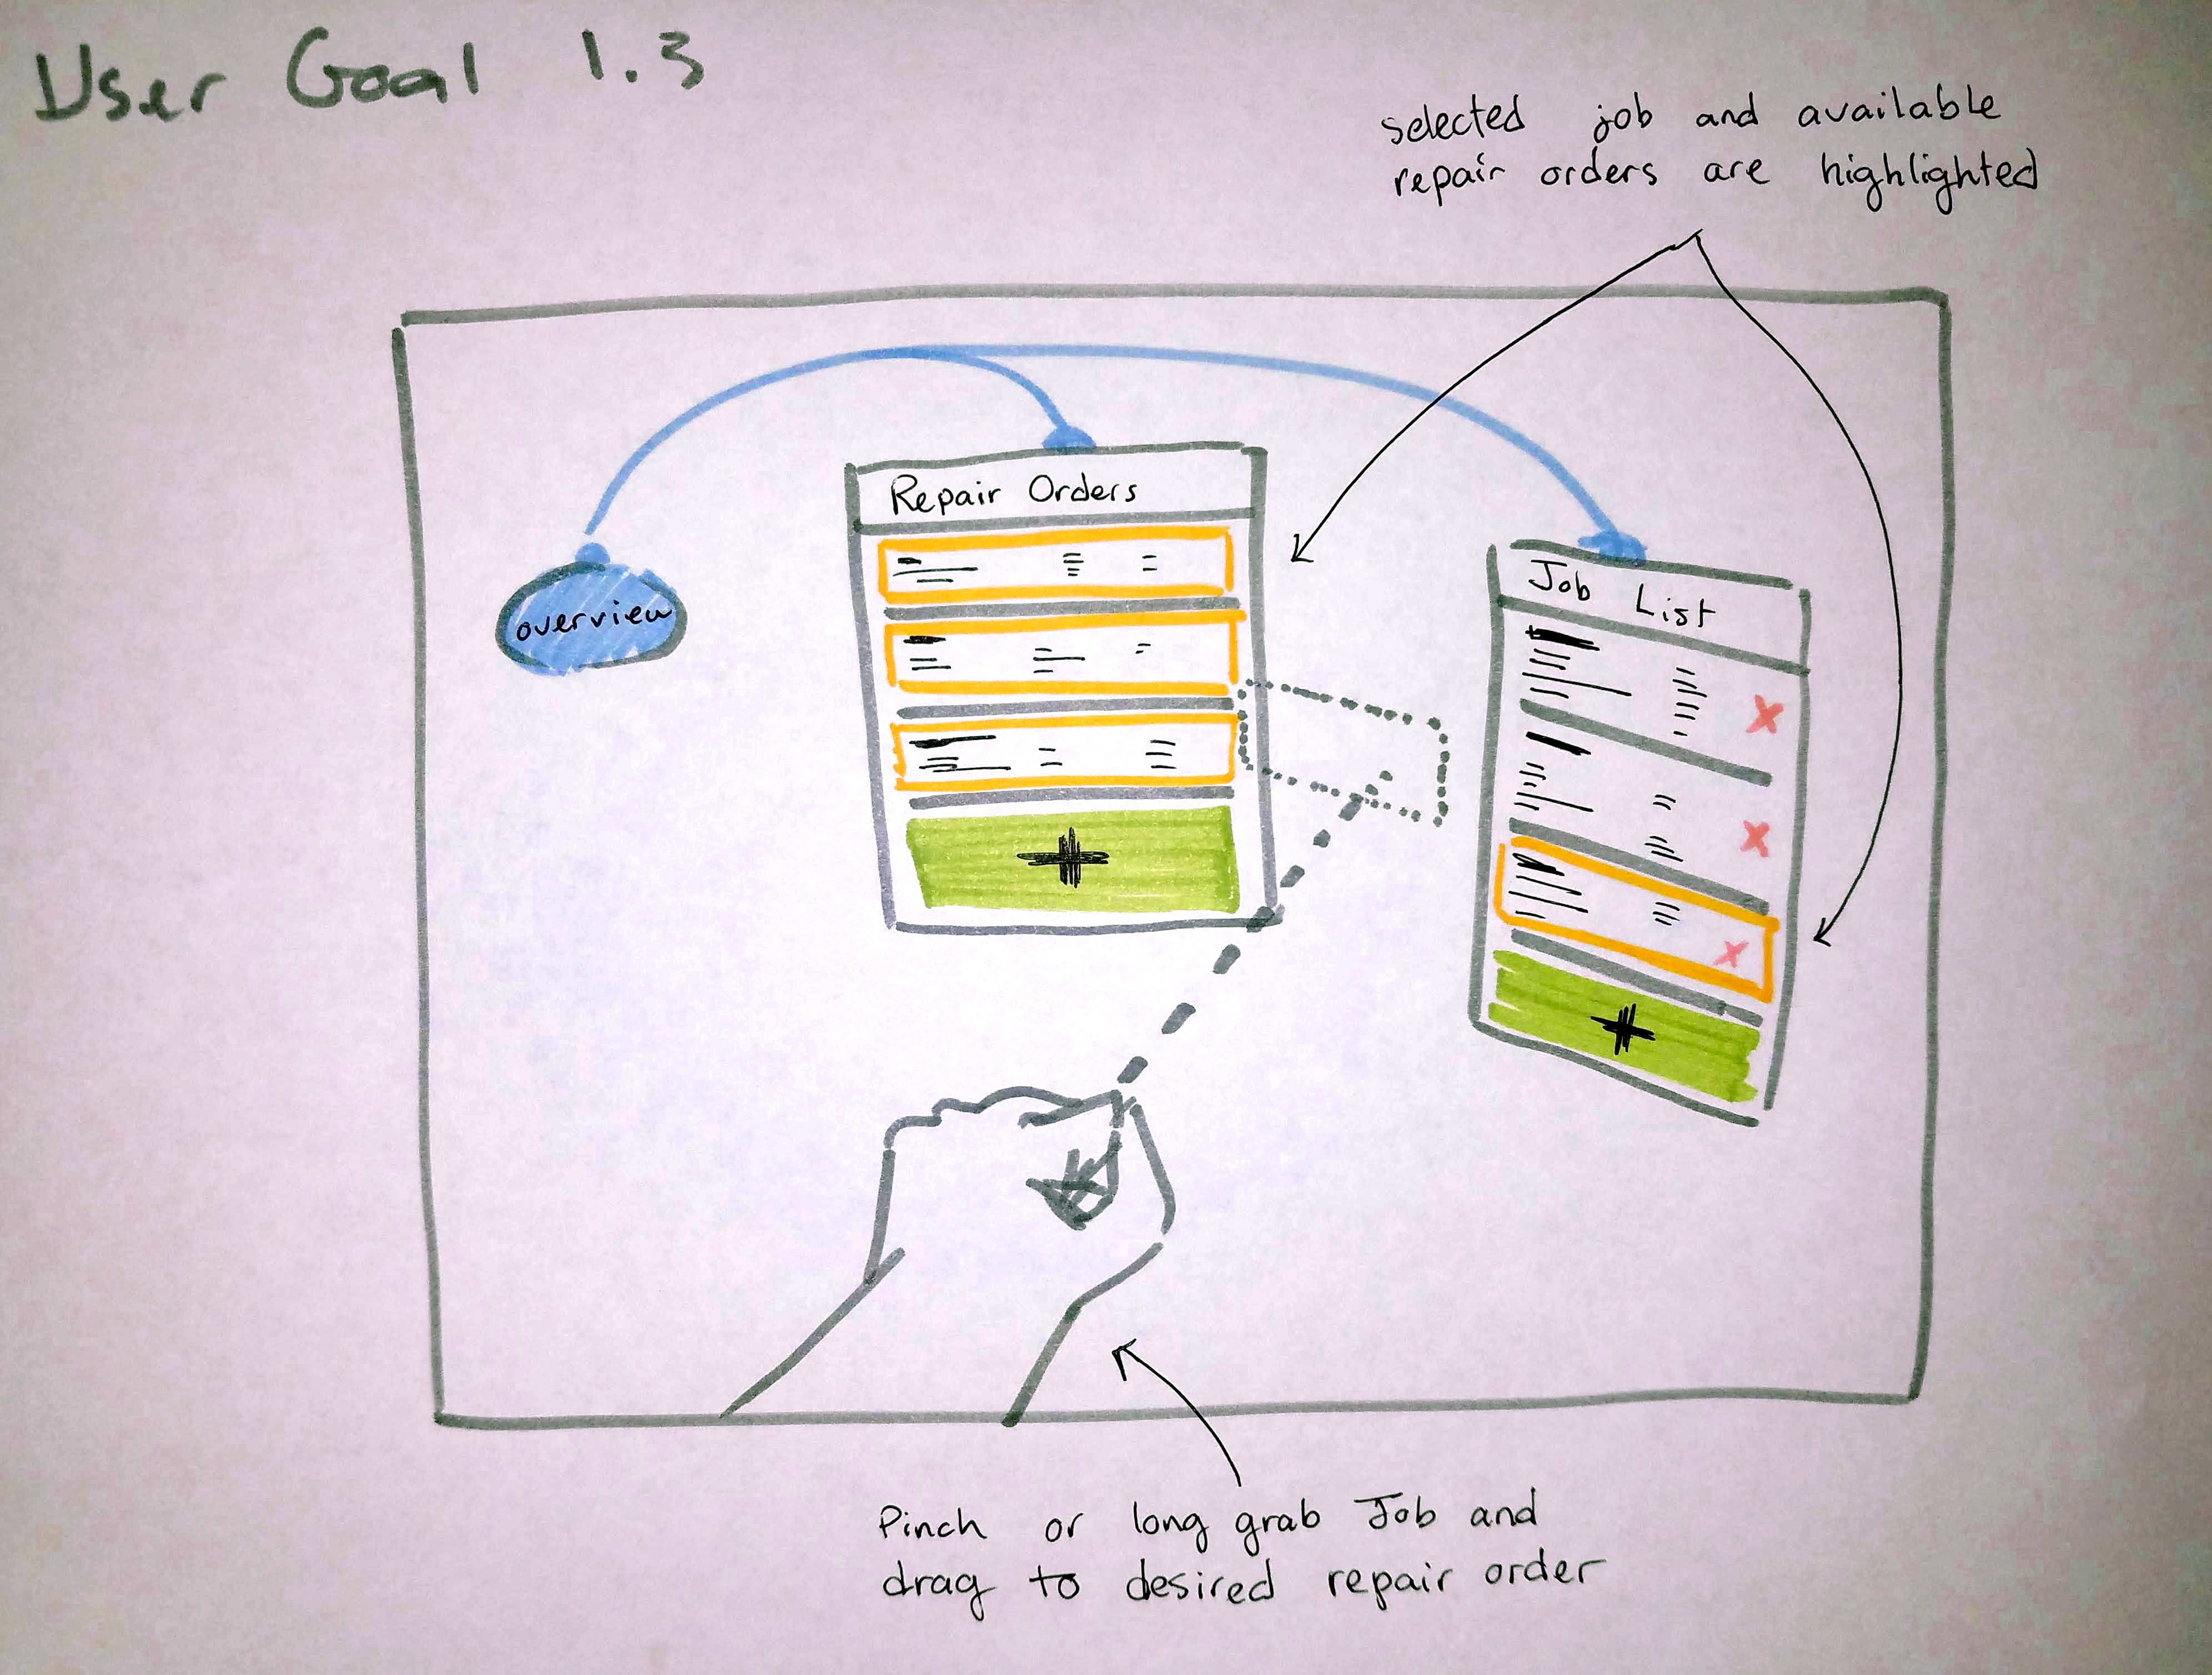 User Goal 1.3
selected job and available
repair orders are highlighted
overview
Repair Orders
Job List
Pinch or long grab Job and
drag to desired repair order